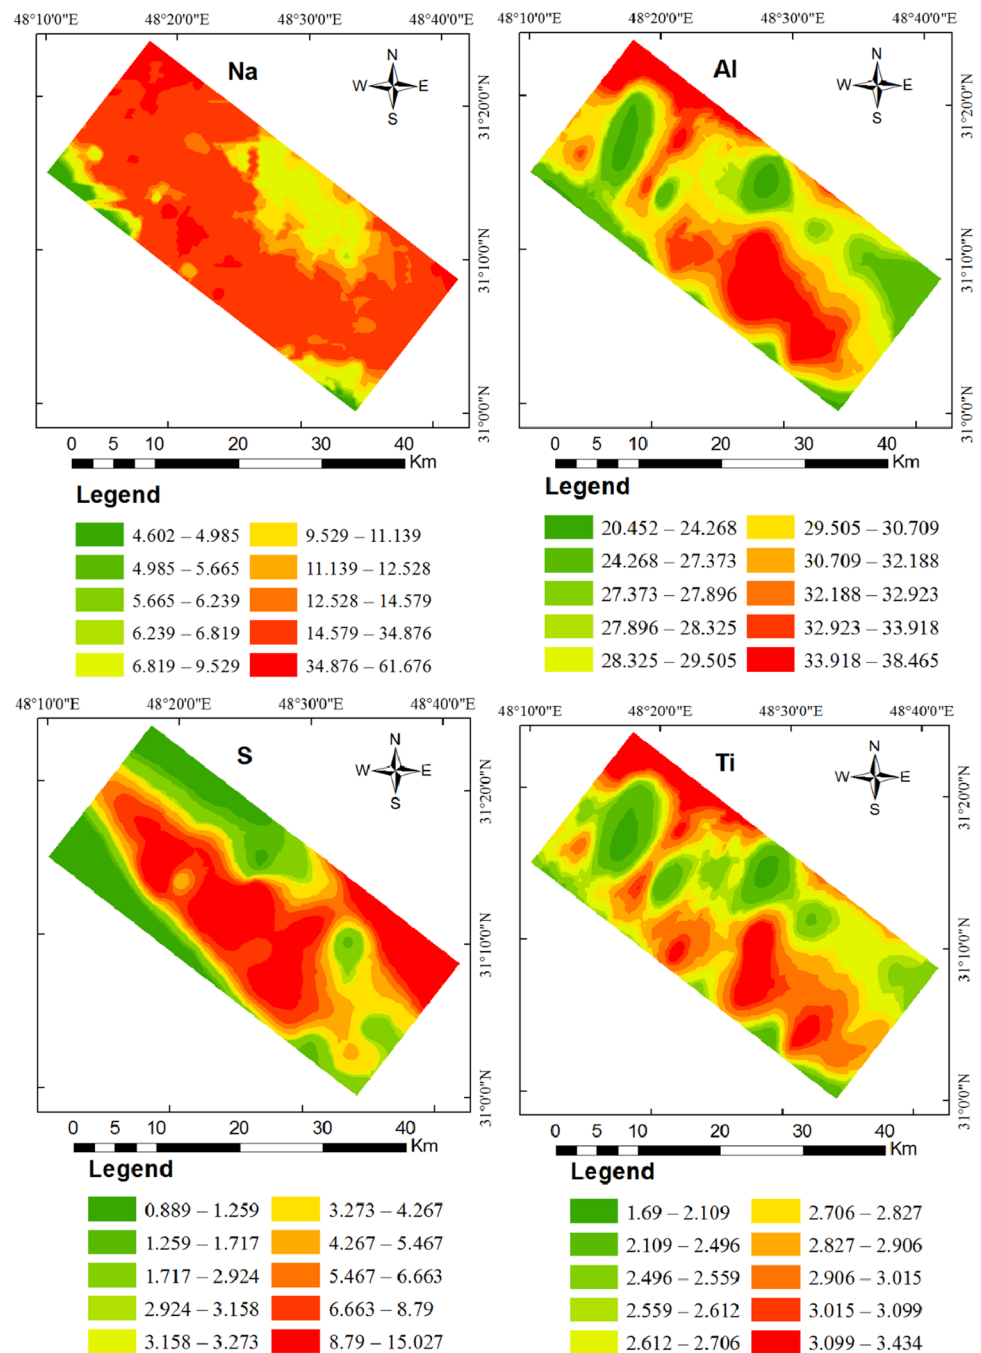 48°10'0"E 48°20'0"E 48°30'0"E 48°40'0"E
Na
N
W E
S
31°20'0"N
31°10'0"N
31°0'0"N
0 5 10 20 30 40
Km
Legend
4.602 – 4.985 9.529 – 11.139
4.985 – 5.665 11.139 – 12.528
5.665 – 6.239 12.528 – 14.579
6.239 – 6.819 14.579 – 34.876
6.819 – 9.529 34.876 – 61.676
48°10'0"E 48°20'0"E 48°30'0"E 48°40'0"E
Al
N
W E
S
31°20'0"N
31°10'0"N
31°0'0"N
0 5 10 20 30 40
Km
Legend
20.452 – 24.268 29.505 – 30.709
24.268 – 27.373 30.709 – 32.188
27.373 – 27.896 32.188 – 32.923
27.896 – 28.325 32.923 – 33.918
28.325 – 29.505 33.918 – 38.465
48°10'0"E 48°20'0"E 48°30'0"E 48°40'0"E
S
N
W E
S
31°20'0"N
31°10'0"N
31°0'0"N
0 5 10 20 30 40
Km
Legend
0.889 – 1.259 3.273 – 4.267
1.259 – 1.717 4.267 – 5.467
1.717 – 2.924 5.467 – 6.663
2.924 – 3.158 6.663 – 8.79
3.158 – 3.273 8.79 – 15.027
48°10'0"E 48°20'0"E 48°30'0"E 48°40'0"E
Ti
N
W E
S
31°20'0"N
31°10'0"N
31°0'0"N
0 5 10 20 30 40
Km
Legend
1.69 – 2.109 2.706 – 2.827
2.109 – 2.496 2.827 – 2.906
2.496 – 2.559 2.906 – 3.015
2.559 – 2.612 3.015 – 3.099
2.612 – 2.706 3.099 – 3.434